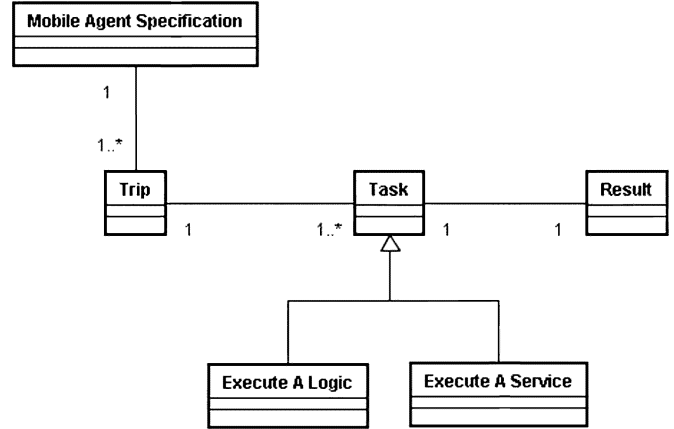 Mobile Agent Specification
1
1..*
Trip
Task
Result
1
1..*
1
1
Execute A Logic
Execute A Service